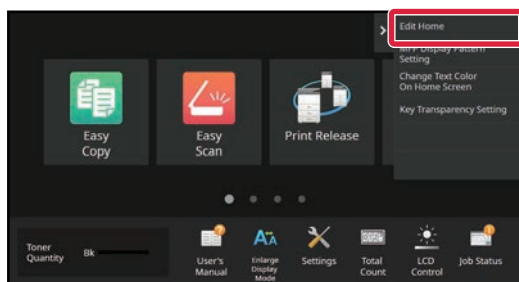 Edit Home
MFP Display Pattern
Setting
Change Text Color
On Home Screen
Key Transparency Setting
Easy
Copy
Easy
Scan
Print Release
Toner
Quantity
Bk
User's
Manual
Enlarge
Display
Mode
Settings
Total
Count
LCD
Control
Job Status